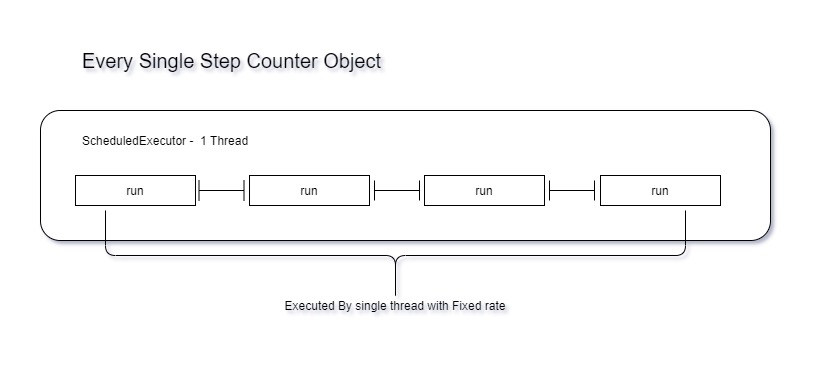 Every Single Step Counter Object
ScheduledExecutor -  1 Thread
run
run
run
run
Executed By single thread with Fixed rate